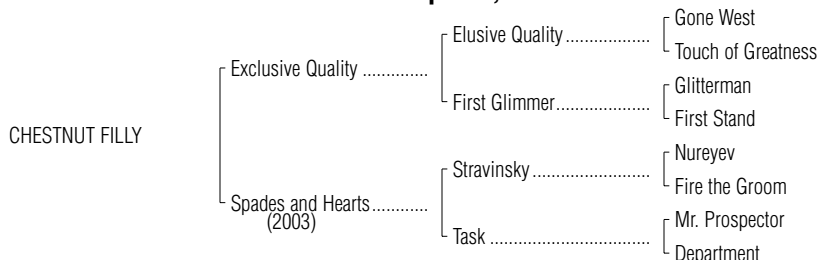 Gone West
Elusive Quality
Touch of Greatness
Exclusive Quality
Glitterman
First Glimmer
First Stand
CHESTNUT FILLY
Nureyev
Stravinsky
Fire the Groom
Spades and Hearts
(2003)
Mr. Prospector
Task
Department